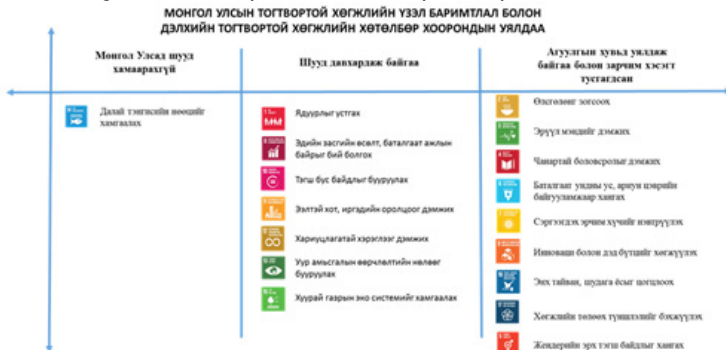 МОНГОЛ УЛСЫН ТОГТВОРТОЙ ХӨГЖЛИЙН ҮЗЭЛ БАРИМТЛАЛ БОЛОН
ДЭЛХИЙН ТОГТВОРТОЙ ХӨГЖЛИЙН ХӨТӨЛБӨР ХООРОНДЫН УЯЛДАА
Монгол Улсад шууд
хамаарахгүй
Далай тэнгисийн нөөцийг
хамгаалах
Шууд давхардаж байгаа
Ядуурлыг устгах
Эдийн засгийн өсөлт, баталгаат ажлын
байрыг бий болгох
Тэгш бус байдлыг бууруулах
Ээлтэй хот, иргэдийн оролцоог дэмжих
Хариуцлагатай хэрэглээг дэмжих
Уур амьсгалын өөрчлөлтийн нөлөөг
бууруулах
Хуурай газрын эко системийг хамгаалах
Агуулгын хувьд уялдаж
байгаа болон зарчим хэсэгт
тусгагдсан
Өлсгөлөнг зогсоох
Эрүүл мэндийг дэмжих
Чанартай боловсролыг дэмжих
Баталгаат ундны ус, ариун цэврийн
байгууламжаар хангах
Сэргээгдэх эрчим хүчийг нэвтрүүлэх
Инноваци болон дэд бүтцийг хөгжүүлэх
Энх тайван, шудага ёсыг цогцлоох
Хөгжлийн төлөөх түншлэлийг бэхжүүлэх
Жендерийн эрх тэгш байдлыг хангах